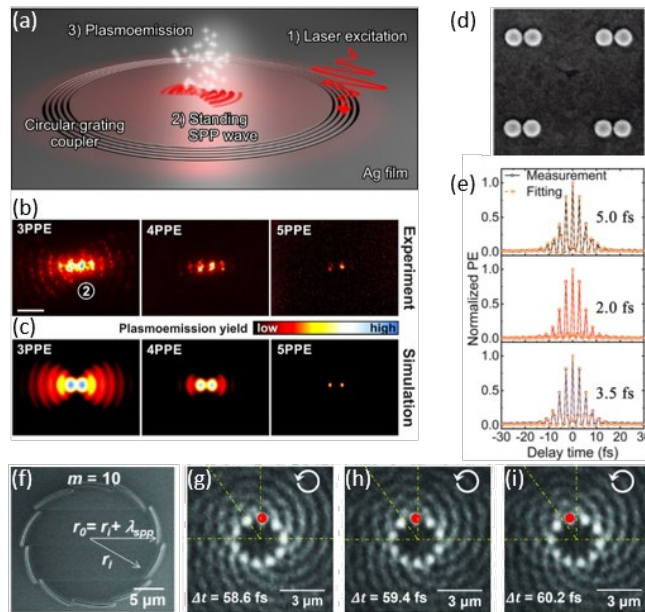 (a)
3) Plasmoemission
1) Laser excitation
Circular grating
coupler
2) Standing
SPP wave
Ag film
(b)
3PPE
4PPE
5PPE
Experiment
②
(c)
Plasmoemission yield
low
high
3PPE
4PPE
5PPE
Simulation
(d)
(e)
Measurement
Fitting
Normalized PE
1.0
0.5
0.0
5.0 fs
1.0
0.5
0.0
2.0 fs
1.0
0.5
0.0
3.5 fs
-30 -20 -10 0 10 20 30
Delay time (fs)
(f)
m = 10
r₀= rᵢ+ λspp
rᵢ
5 μm
(g)
Δt = 58.6 fs
3 μm
(h)
Δt = 59.4 fs
3 μm
(i)
Δt = 60.2 fs
3 μm